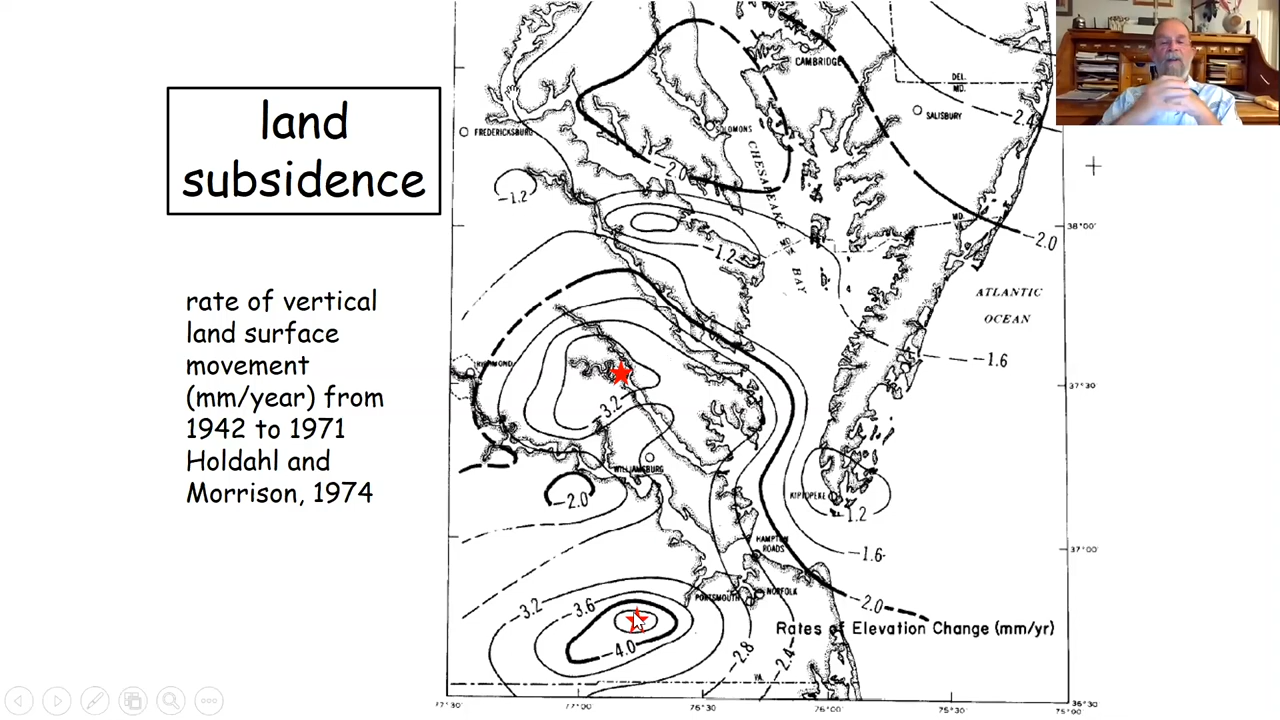 land
subsidence
rate of vertical
land surface
movement
(mm/year) from
1942 to 1971
Holdahl and
Morrison, 1974
CAMBRIDGE
DEL.
MD.
-2.4
SALISBURY
FREDERICKSBURG
SOLOMONS
CHESAPEAKE
BAY
-2.0
-1.2
MD.
38°00'
-2.0
-1.2
ATLANTIC
OCEAN
-1.6
RICHMOND
37°30'
-3.2
WILLIAMSBURG
KIPTOPEKE
-2.0
-1.2
HAMPTON
ROADS
37°00'
-1.6
PORTSMOUTH
NORFOLK
-3.2
-3.6
-2.0
Rates of Elevation Change (mm/yr)
-4.0
-2.8
-2.4
VA.
77°30'
77°00'
76°30'
76°00'
75°30'
75°00'
36°30'